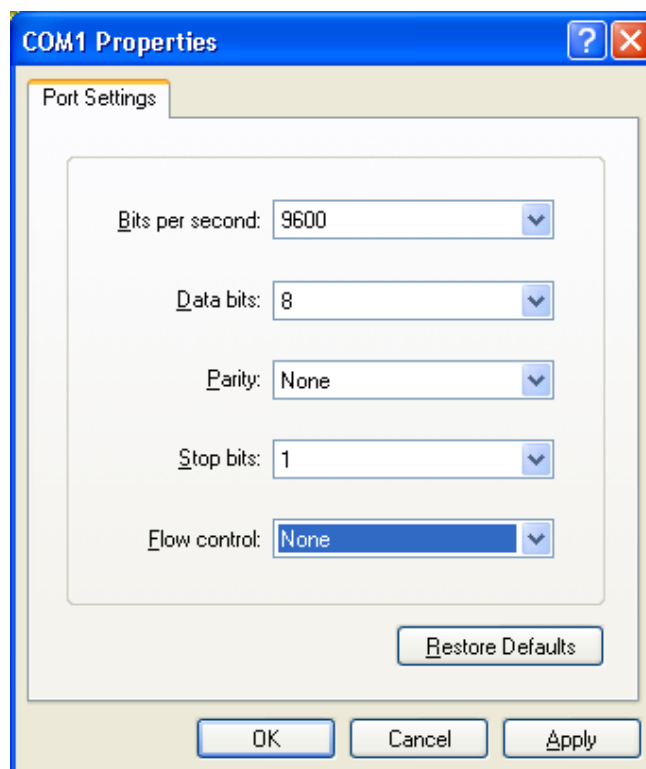 COM1 Properties
?
Port Settings
Bits per second: 9600
Data bits: 8
Parity: None
Stop bits: 1
Flow control: None
Restore Defaults
OK Cancel Apply